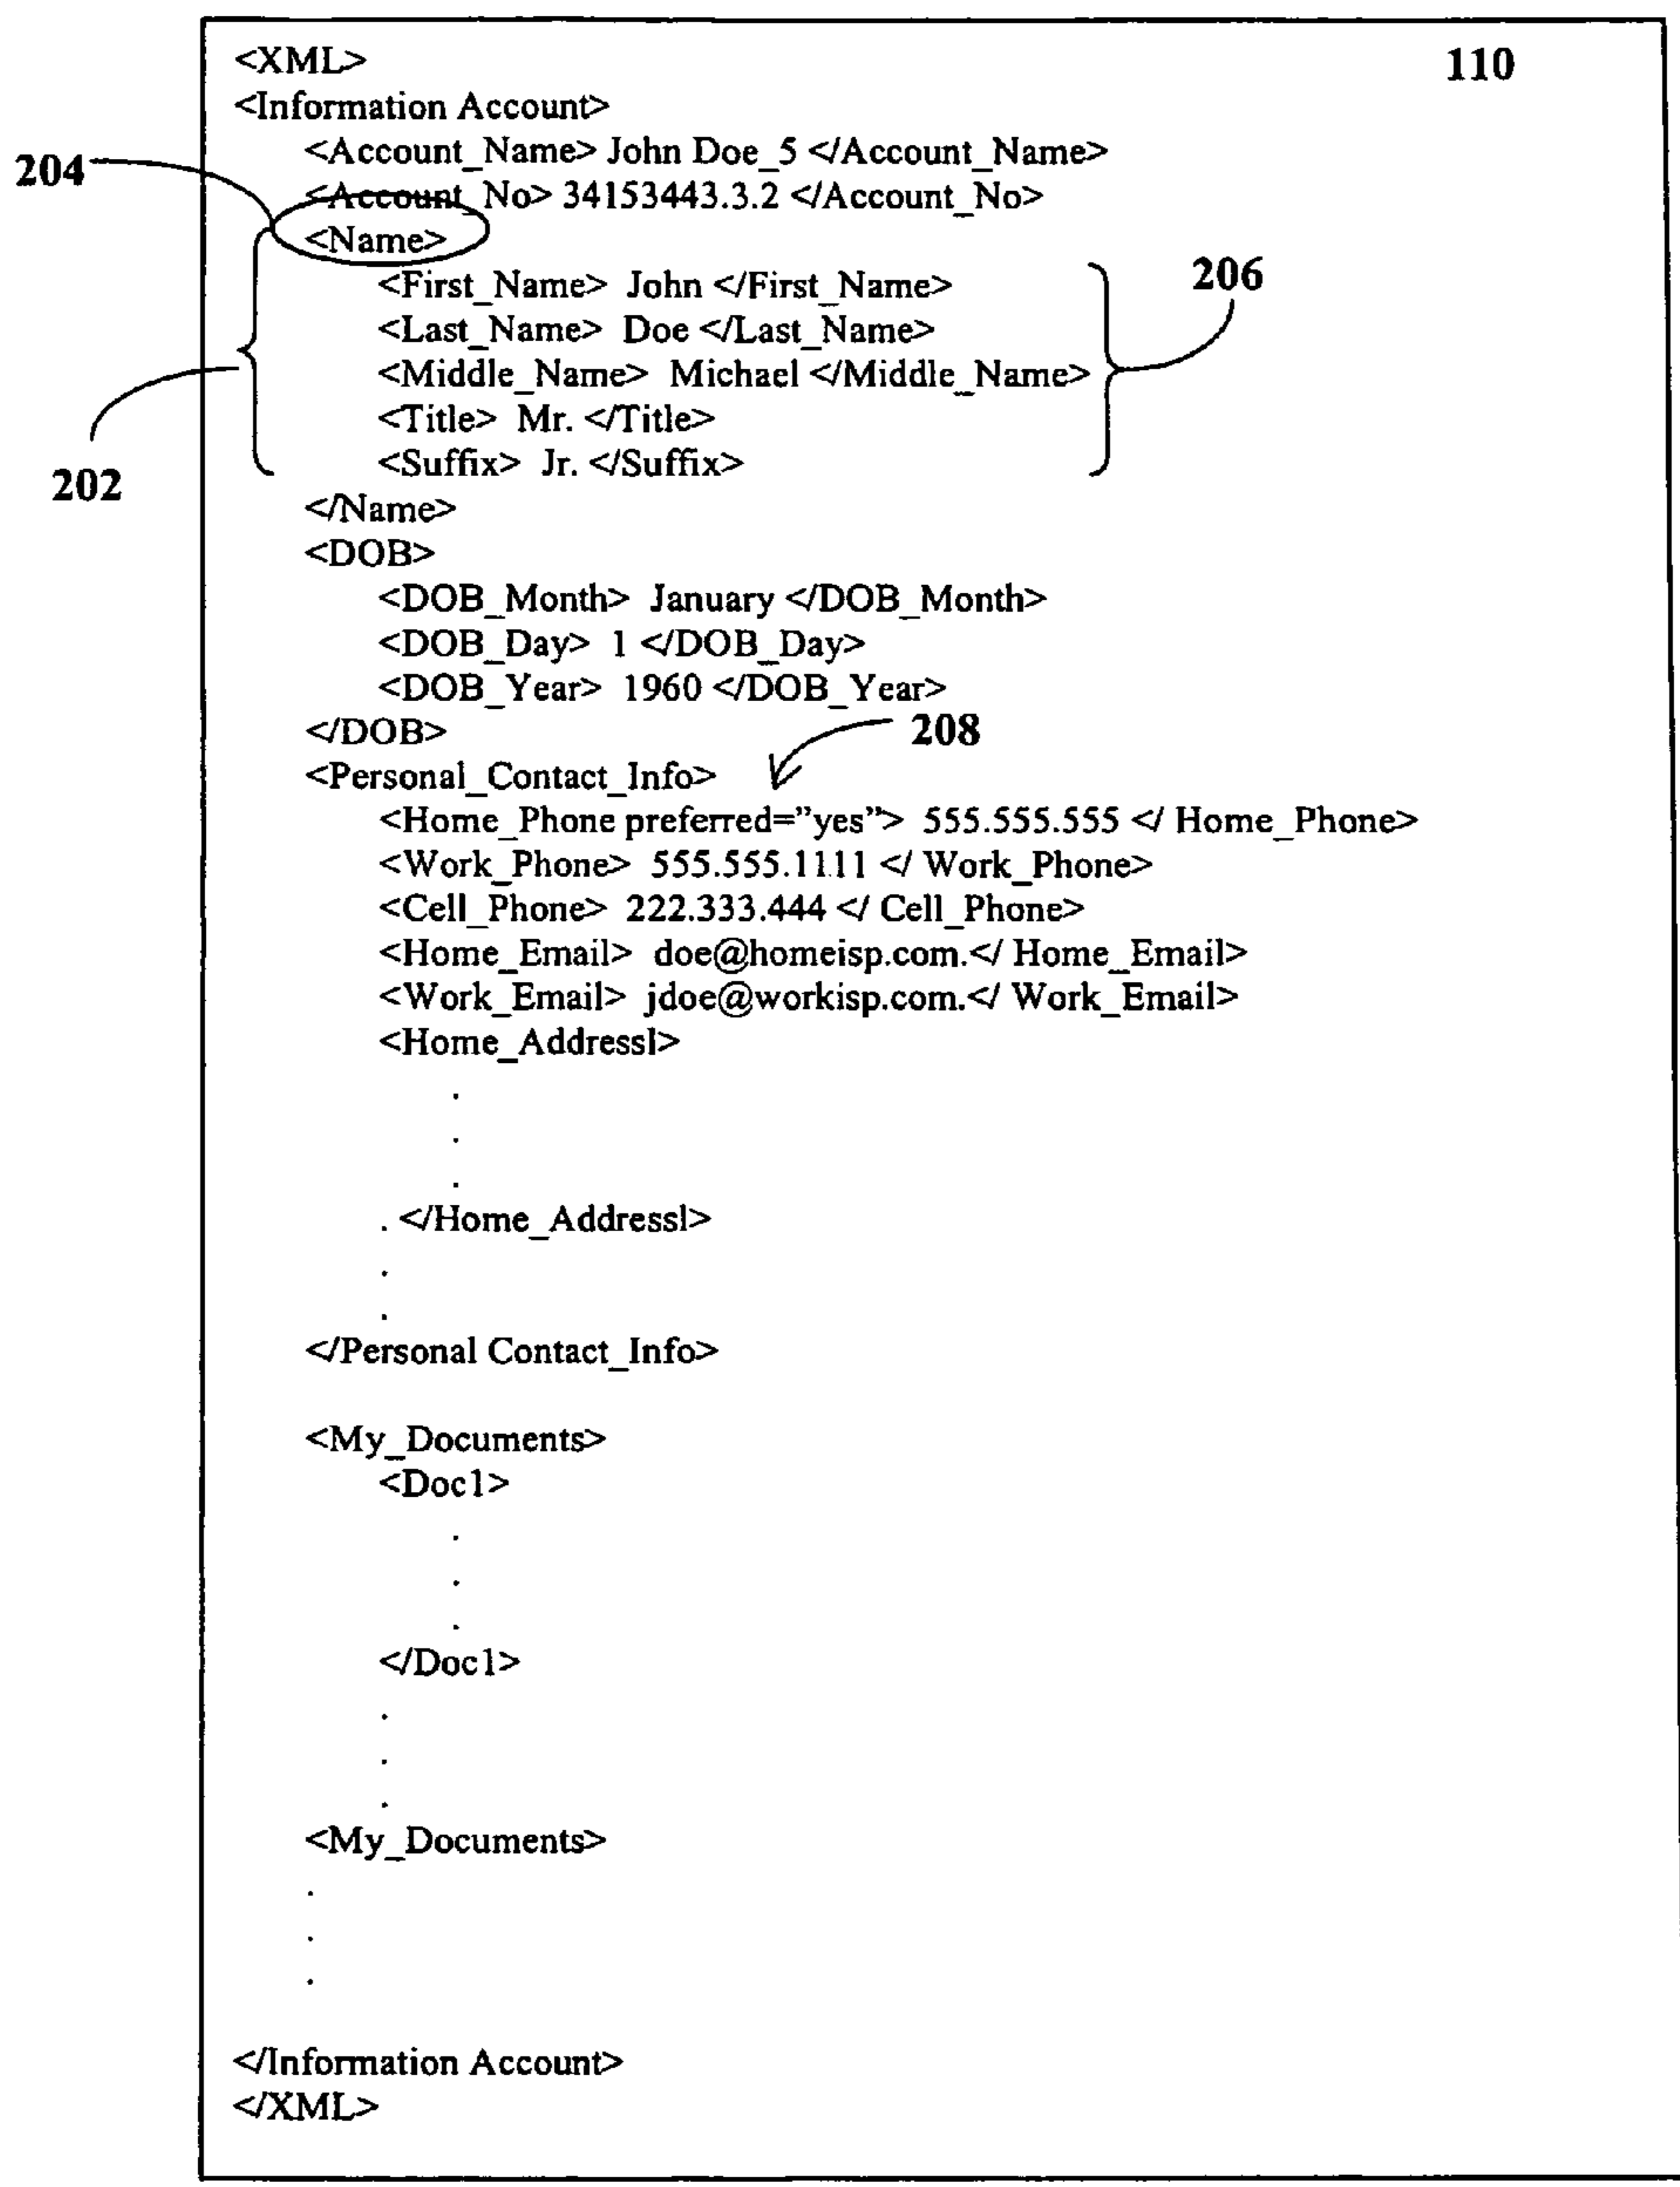 <XML> 110
<Information Account>
<Account_Name> John Doe_5 </Account_Name>
204
<Account_No> 34153443.3.2 </Account_No>
<Name>
206
<First_Name> John </First_Name>
<Last_Name> Doe </Last_Name>
<Middle_Name> Michael </Middle_Name>
<Title> Mr. </Title>
<Suffix> Jr. </Suffix>
202
</Name>
<DOB>
<DOB_Month> January </DOB_Month>
<DOB_Day> 1 </DOB_Day>
<DOB_Year> 1960 </DOB_Year>
</DOB> 208
<Personal_Contact_Info>
<Home_Phone preferred=”yes”> 555.555.555 </ Home_Phone>
<Work_Phone> 555.555.1111 </ Work_Phone>
<Cell_Phone> 222.333.444 </ Cell_Phone>
<Home_Email> doe@homeisp.com.</ Home_Email>
<Work_Email> jdoe@workisp.com.</ Work_Email>
<Home_Addressl>
.
.
.
. </Home_Addressl>
.
.
</Personal Contact_Info>
<My_Documents>
<Doc1>
.
.
.
</Doc1>
.
.
.
<My_Documents>
.
.
.
</Information Account>
</XML>